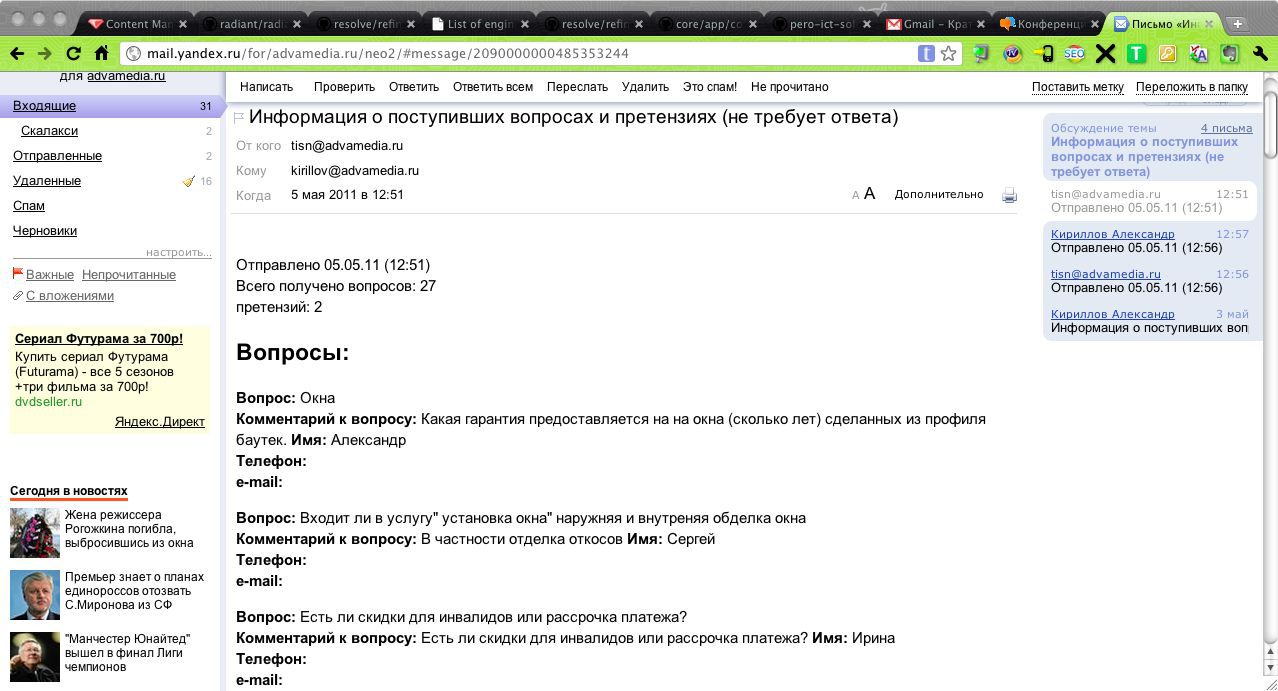 Content Man
radiant/radia
resolve/refin
List of engin
resolve/refin
core/app/co
pero-ict-sol
Gmail - Крат
Конференци
Письмо «Ин
mail.yandex.ru/for/advamedia.ru/neo2/#message/2090000000485353244
для advamedia.ru
Входящие 31
Скалакси 2
Отправленные 2
Удаленные 16
Спам
Черновики
настроить...
Важные Непрочитанные
С вложениями
Сериал Футурама за 700р!
Купить сериал Футурама
(Futurama) - все 5 сезонов
+три фильма за 700р!
dvdseller.ru
Яндекс.Директ
Сегодня в новостях
Жена режиссера
Рогожкина погибла,
выбросившись из окна
Премьер знает о планах
единороссов отозвать
С.Миронова из СФ
"Манчестер Юнайтед"
вышел в финал Лиги
чемпионов
Написать Проверить Ответить Ответить всем Переслать Удалить Это спам! Не прочитано Поставить метку Переложить в папку
Информация о поступивших вопросах и претензиях (не требует ответа)
От кого tisn@advamedia.ru
Кому kirillov@advamedia.ru
Когда 5 мая 2011 в 12:51 A A Дополнительно
Отправлено 05.05.11 (12:51)
Всего получено вопросов: 27
претензий: 2
Вопросы:
Вопрос: Окна
Комментарий к вопросу: Какая гарантия предоставляется на на окна (сколько лет) сделанных из профиля
баутек. Имя: Александр
Телефон:
e-mail:
Вопрос: Входит ли в услугу" установка окна" наружняя и внутреняя обделка окна
Комментарий к вопросу: В частности отделка откосов Имя: Сергей
Телефон:
e-mail:
Вопрос: Есть ли скидки для инвалидов или рассрочка платежа?
Комментарий к вопросу: Есть ли скидки для инвалидов или рассрочка платежа? Имя: Ирина
Телефон:
e-mail:
Обсуждение темы 4 письма
Информация о поступивших
вопросах и претензиях (не
требует ответа)
tisn@advamedia.ru 12:51
Отправлено 05.05.11 (12:51)
Кириллов Александр 12:57
Отправлено 05.05.11 (12:56)
tisn@advamedia.ru 12:56
Отправлено 05.05.11 (12:56)
Кириллов Александр 3 май
Информация о поступивших воп